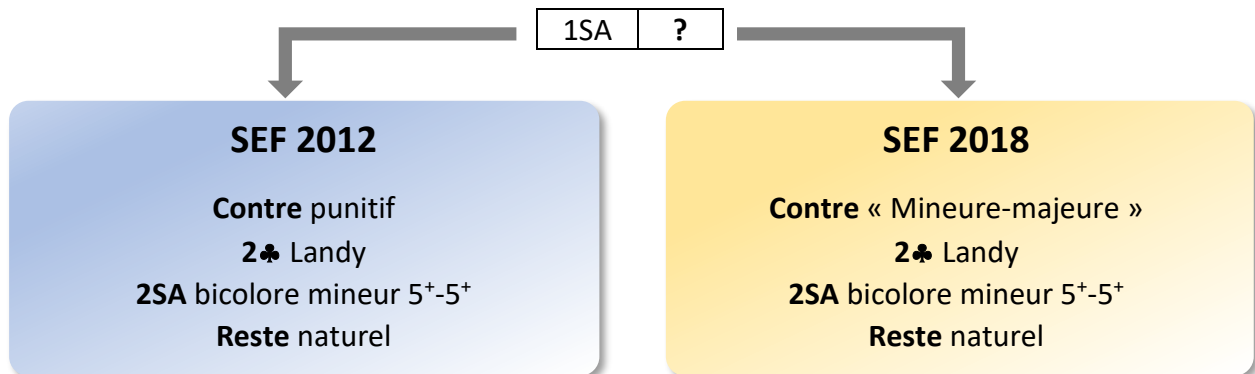 1SA ?
SEF 2012
Contre punitif
2♣ Landy
2SA bicolore mineur 5⁺-5⁺
Reste naturel
SEF 2018
Contre « Mineure-majeure »
2♣ Landy
2SA bicolore mineur 5⁺-5⁺
Reste naturel